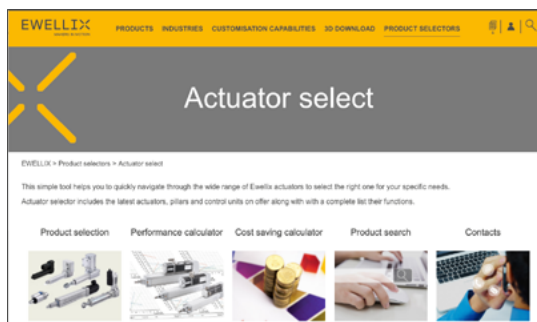 EWELLIX
PRODUCTS INDUSTRIES CUSTOMISATION CAPABILITIES 3D DOWNLOAD PRODUCT SELECTORS
Actuator select
EWELLIX > Product selectors > Actuator select
This simple tool helps you to quickly navigate through the wide range of Ewellix actuators to select the right one for your specific needs.
Actuator selector includes the latest actuators, pillars and control units on offer along with with a complete list their functions.
Product selection Performance calculator Cost saving calculator Product search Contacts